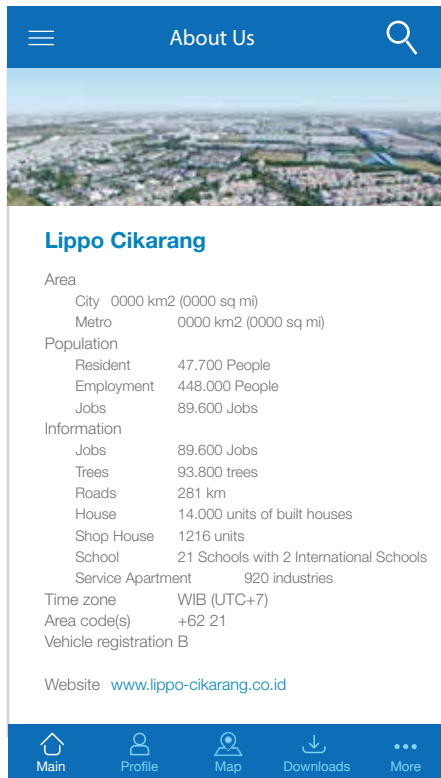 About Us
Lippo Cikarang
Area
City 0000 km2 (0000 sq mi)
Metro 0000 km2 (0000 sq mi)
Population
Resident 47.700 People
Employment 448.000 People
Jobs 89.600 Jobs
Information
Jobs 89.600 Jobs
Trees 93.800 trees
Roads 281 km
House 14.000 units of built houses
Shop House 1216 units
School 21 Schools with 2 International Schools
Service Apartment 920 industries
Time zone WIB (UTC+7)
Area code(s) +62 21
Vehicle registration B
Website www.lippo-cikarang.co.id
Main Profile Map Downloads More